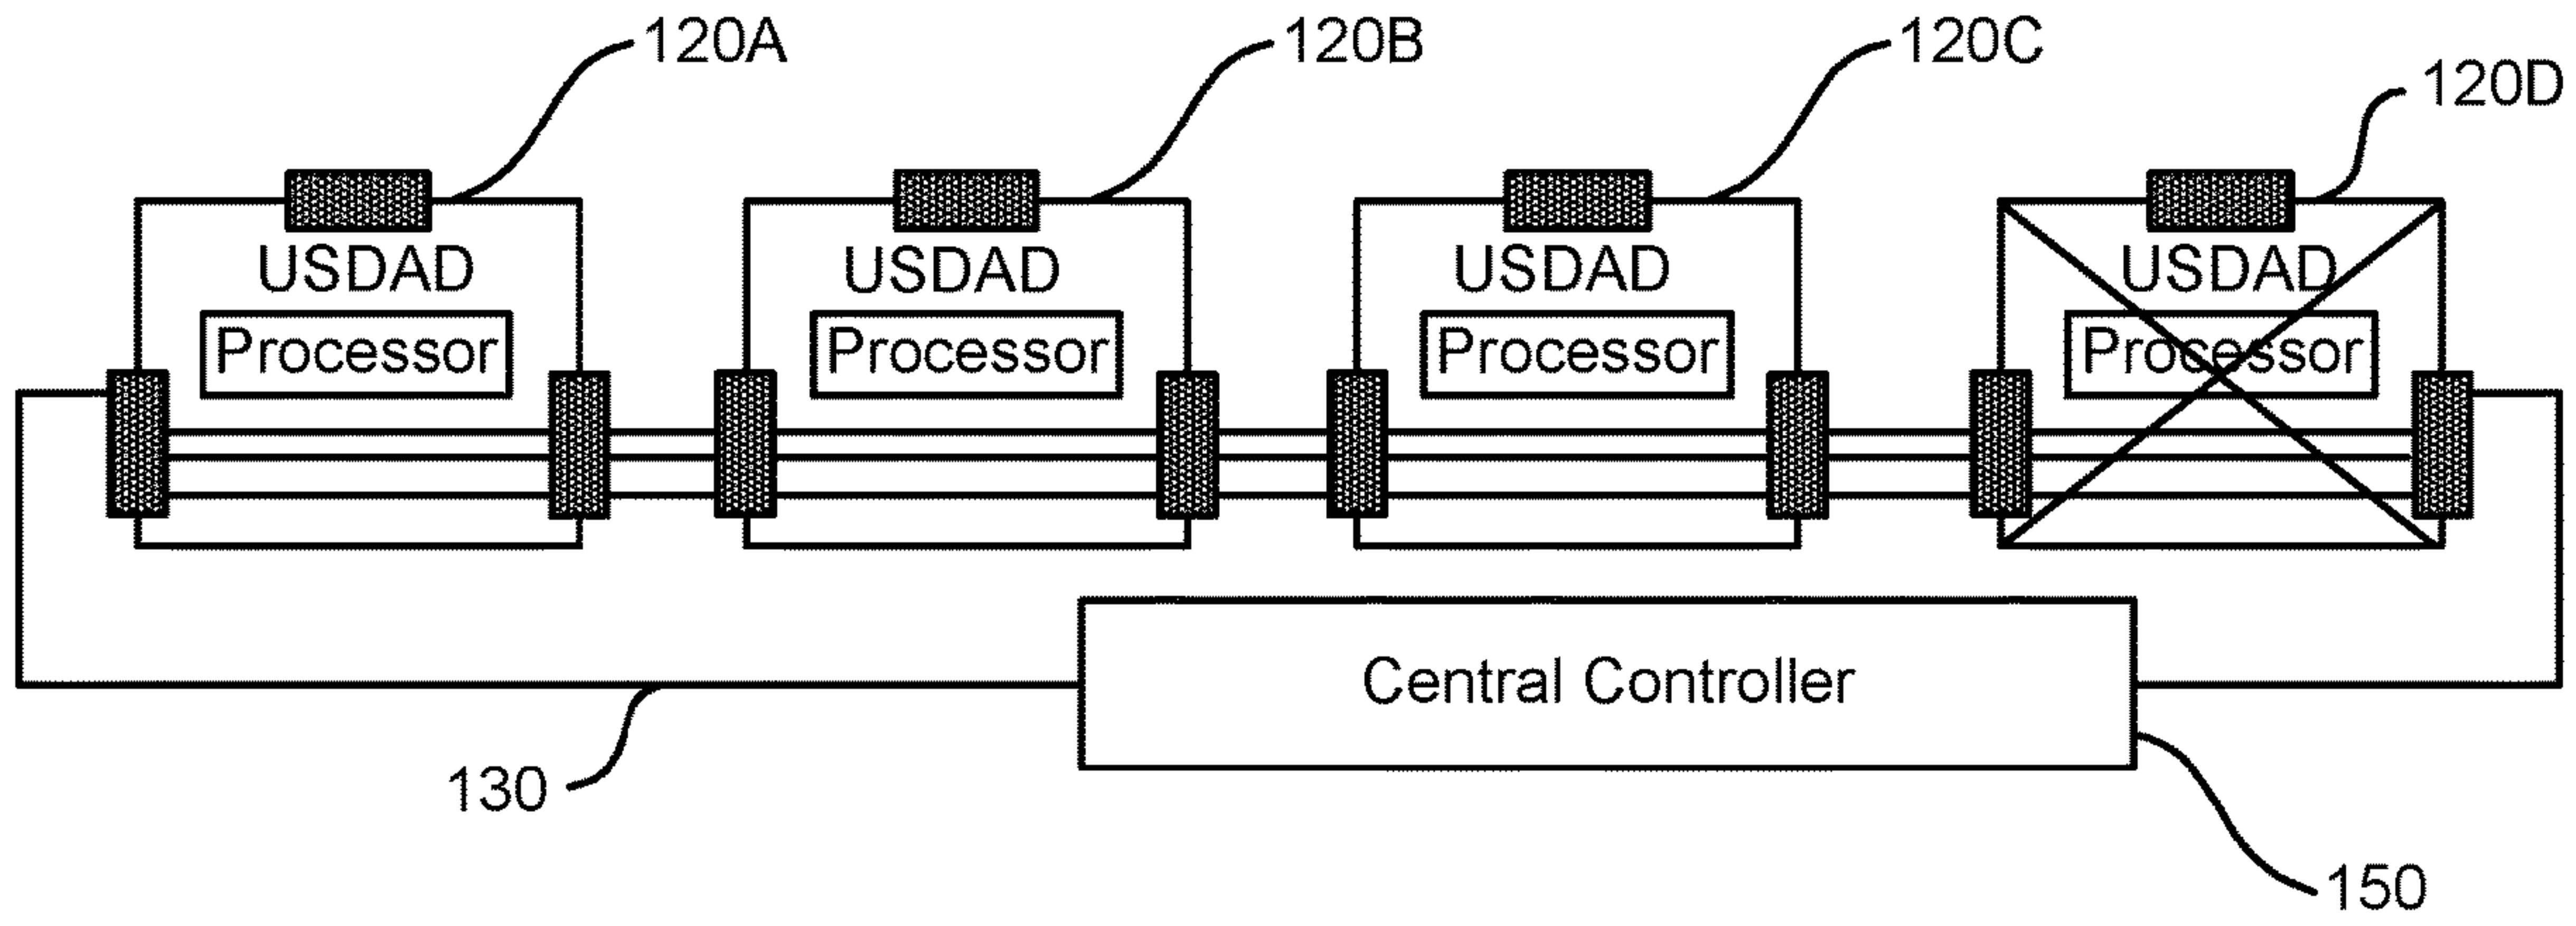 120A
120B
120C
120D
USDAD
USDAD
USDAD
USDAD
Processor
Processor
Processor
Processor
Central Controller
130
150